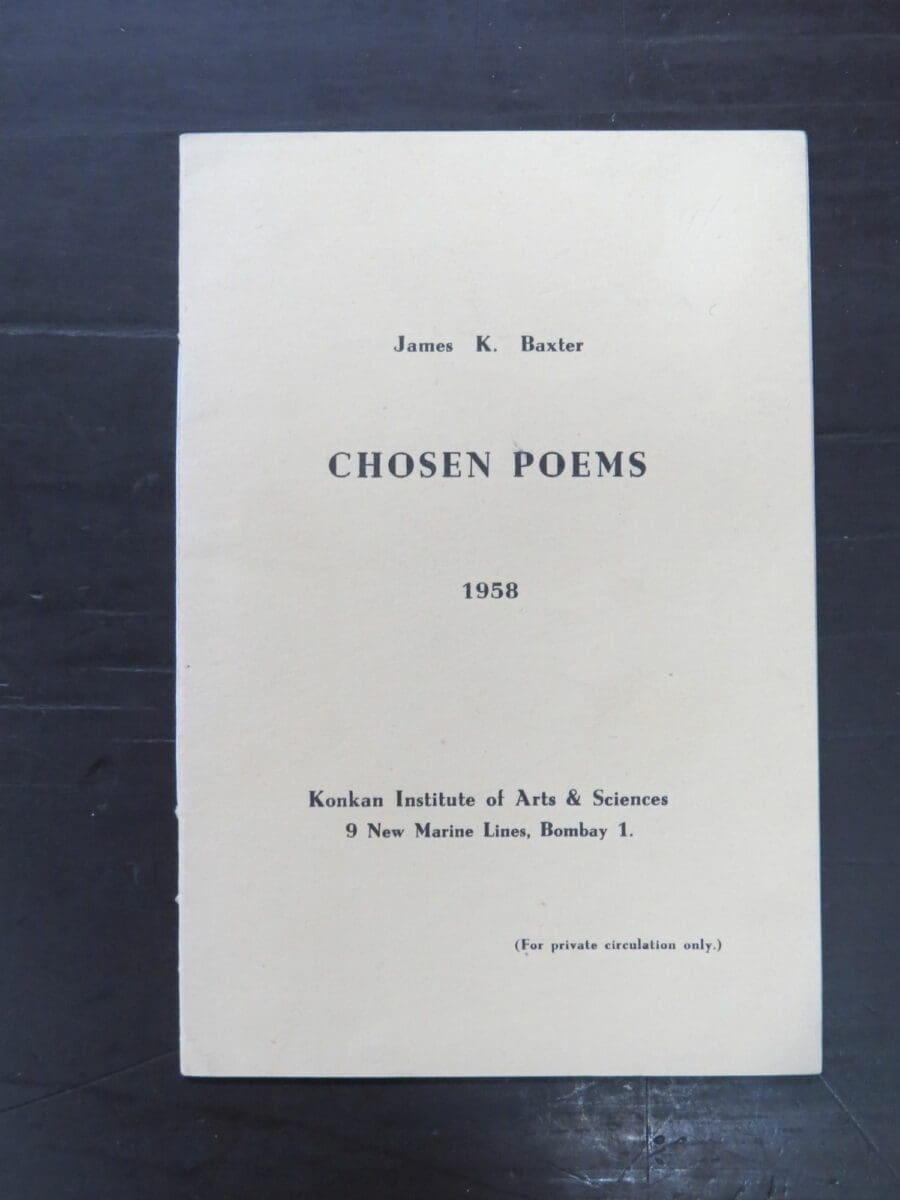 James K. Baxter
CHOSEN POEMS
1958
Konkan Institute of Arts & Sciences
9 New Marine Lines, Bombay 1.
(For private circulation only.)